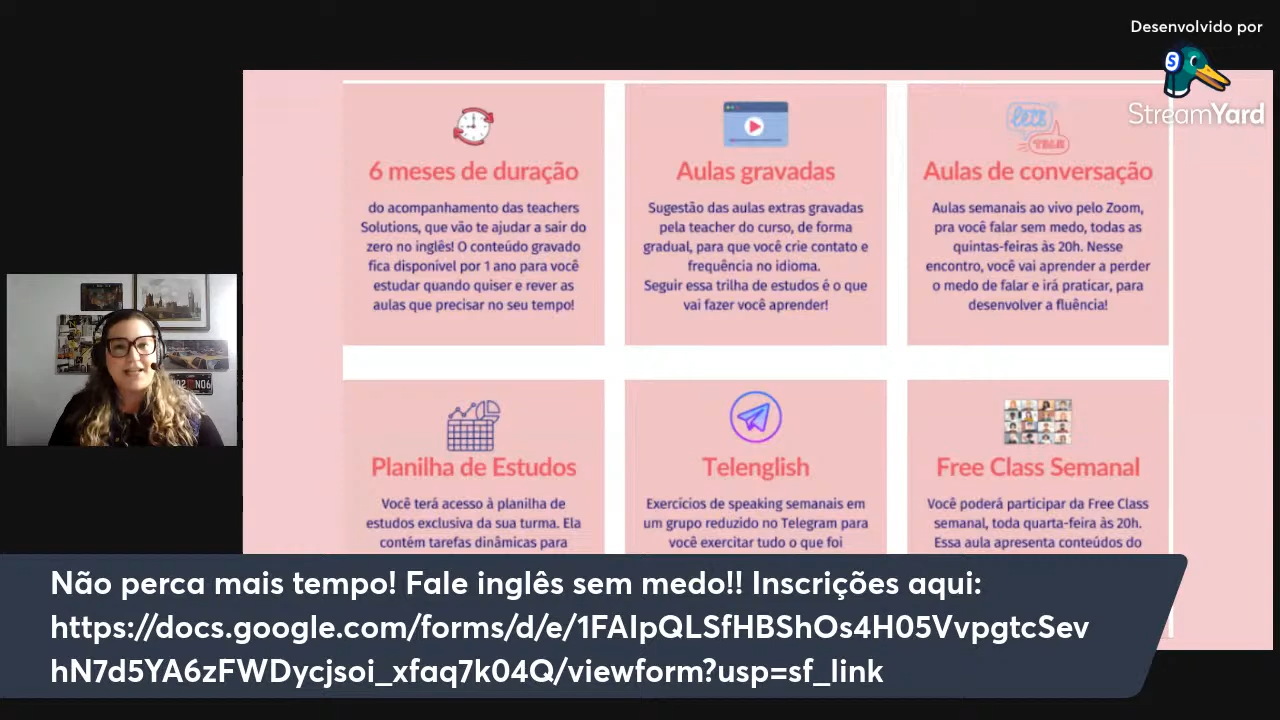 Desenvolvido por
StreamYard
LETS
TALK
6 meses de duração
do acompanhamento das teachers
Solutions, que vão te ajudar a sair do
zero no inglês! O conteúdo gravado
fica disponível por 1 ano para você
estudar quando quiser e rever as
aulas que precisar no seu tempo!
Aulas gravadas
Sugestão das aulas extras gravadas
pela teacher do curso, de forma
gradual, para que você crie contato e
frequência no idioma.
Seguir essa trilha de estudos é o que
vai fazer você aprender!
Aulas de conversação
Aulas semanais ao vivo pelo Zoom,
pra você falar sem medo, todas as
quintas-feiras às 20h. Nesse
encontro, você vai aprender a perder
o medo de falar e irá praticar, para
desenvolver a fluência!
Planilha de Estudos
Você terá acesso à planilha de
estudos exclusiva da sua turma. Ela
contém tarefas dinâmicas para
Telenglish
Exercícios de speaking semanais em
um grupo reduzido no Telegram para
você exercitar tudo o que foi
Free Class Semanal
Você poderá participar da Free Class
semanal, toda quarta-feira às 20h.
Essa aula apresenta conteúdos do
Não perca mais tempo! Fale inglês sem medo!! Inscrições aqui:
https://docs.google.com/forms/d/e/1FAIpQLSfHBShOs4H05VvpgtcSev
hN7d5YA6zFWDycjsoi_xfaq7k04Q/viewform?usp=sf_link